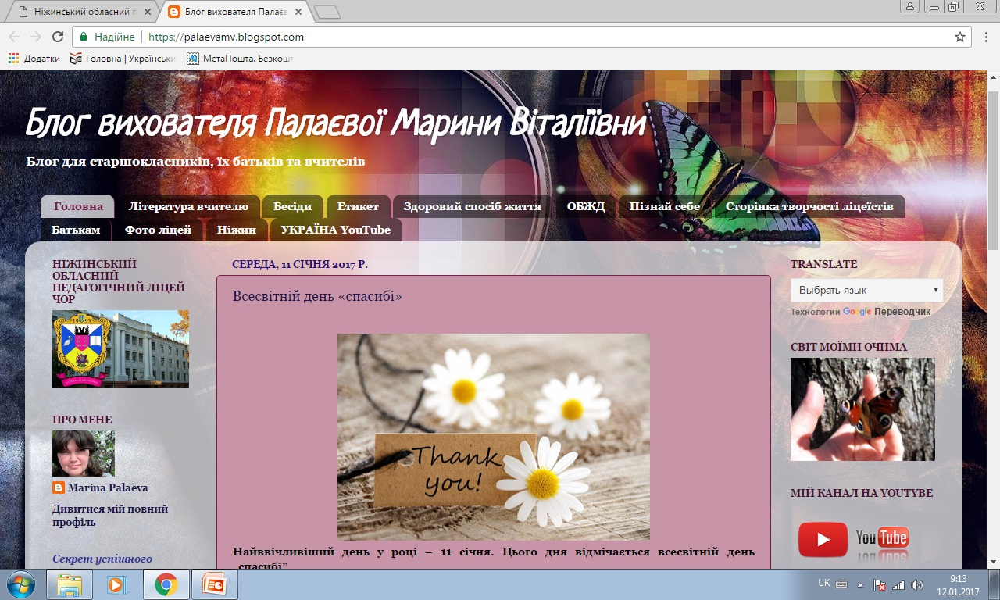 Ніжинський обласний п
Блог вихователя Палаєв
Надійне
https://palaevamv.blogspot.com
Додатки
Головна | Українськи
МетаПошта. Безкошт
Блог вихователя Палаєвої Марини Віталіївни
Блог для старшокласників, їх батьків та вчителів
Головна
Література вчителю
Бесіди
Етикет
Здоровий спосіб життя
ОБЖД
Пізнай себе
Сторінка творчості ліцеїстів
Батькам
Фото ліцей
Ніжин
УКРАЇНА YouTube
НІЖИНСЬКИЙ
ОБЛАСНИЙ
ПЕДАГОГІЧНИЙ ЛІЦЕЙ
ЧОР
1993
ПРО МЕНЕ
Marina Palaeva
Дивитися мій повний
профіль
Секрет успішного
СЕРЕДА, 11 СІЧНЯ 2017 Р.
Всесвітній день «спасибі»
Thank
you!
Найввічливіший день у році – 11 січня. Цього дня відмічається всесвітній день
„спасибі”
TRANSLATE
Выбрать язык
Технологии Google Переводчик
СВІТ МОЇМИ ОЧИМА
МІЙ КАНАЛ НА YOUTYBE
You Tube
UK
9:13
12.01.2017